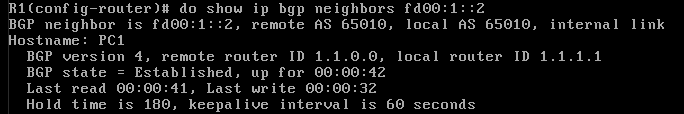 R1(config-router)# do show ip bgp neighbors fd00:1::2
BGP neighbor is fd00:1::2, remote AS 65010, local AS 65010, internal link
Hostname: PC1
  BGP version 4, remote router ID 1.1.0.0, local router ID 1.1.1.1
  BGP state = Established, up for 00:00:42
  Last read 00:00:41, Last write 00:00:32
  Hold time is 180, keepalive interval is 60 seconds